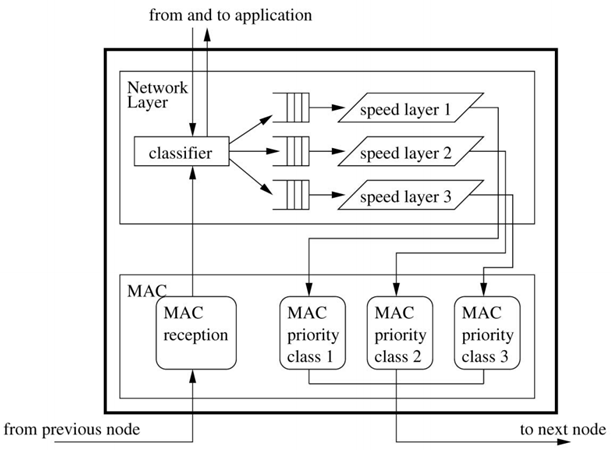 from and to application
Network
Layer
classifier
speed layer 1
speed layer 2
speed layer 3
MAC
MAC
reception
MAC
priority
class 1
MAC
priority
class 2
MAC
priority
class 3
from previous node
to next node